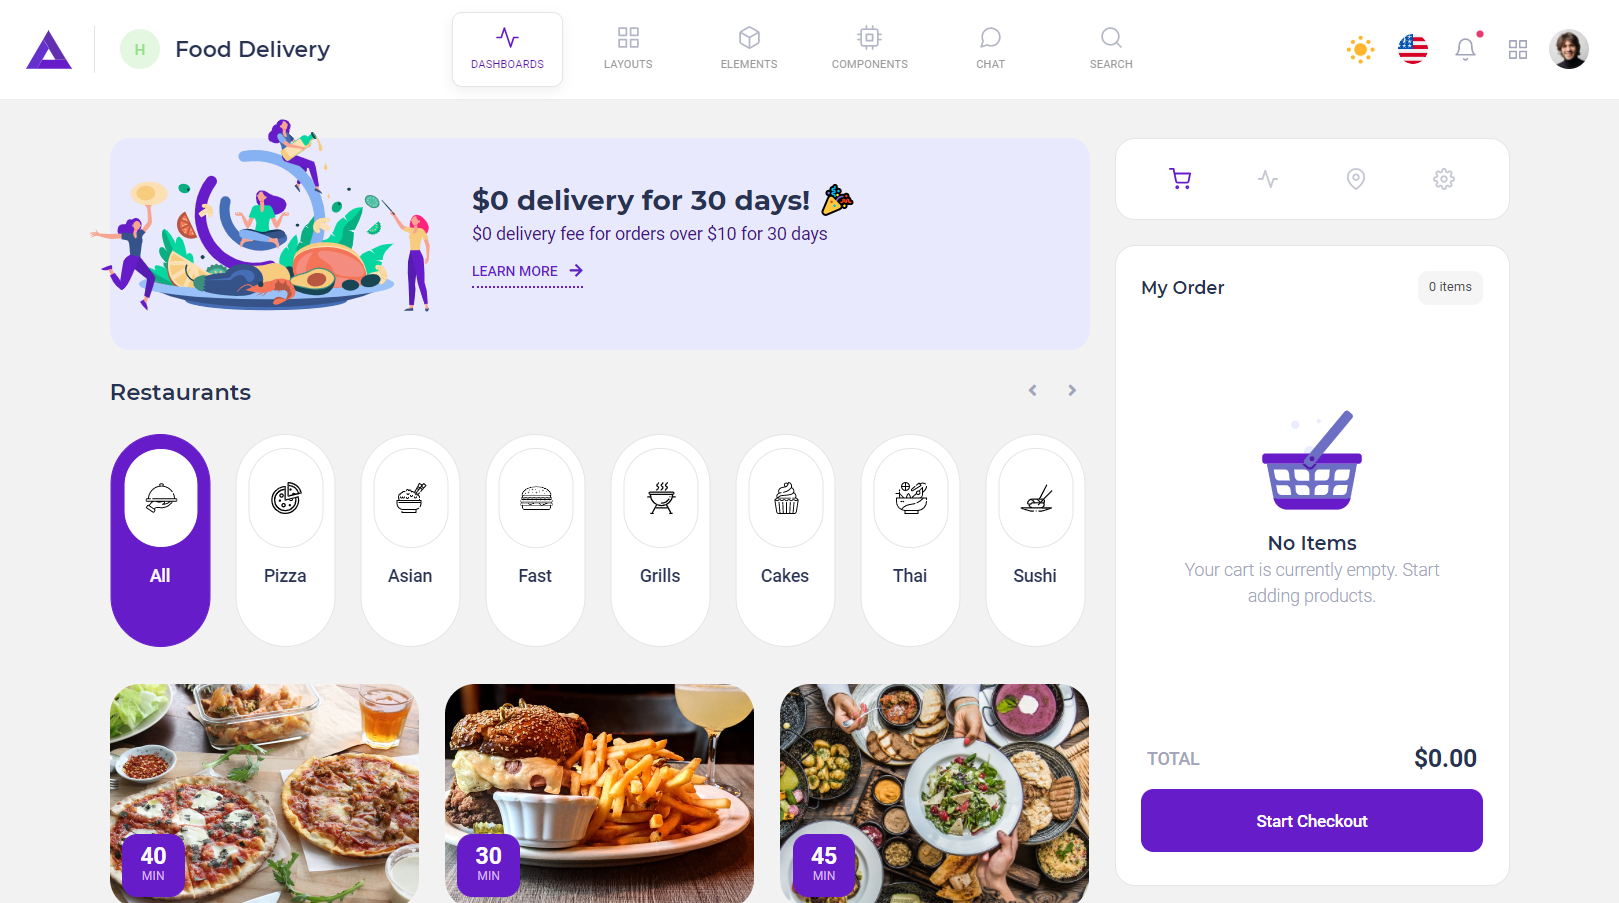 H
Food Delivery
DASHBOARDS
LAYOUTS
ELEMENTS
COMPONENTS
CHAT
SEARCH
$0 delivery for 30 days!
$0 delivery fee for orders over $10 for 30 days
LEARN MORE
Restaurants
All
Pizza
Asian
Fast
Grills
Cakes
Thai
Sushi
40
MIN
30
MIN
45
MIN
My Order
0 items
No Items
Your cart is currently empty. Start
adding products.
TOTAL
$0.00
Start Checkout